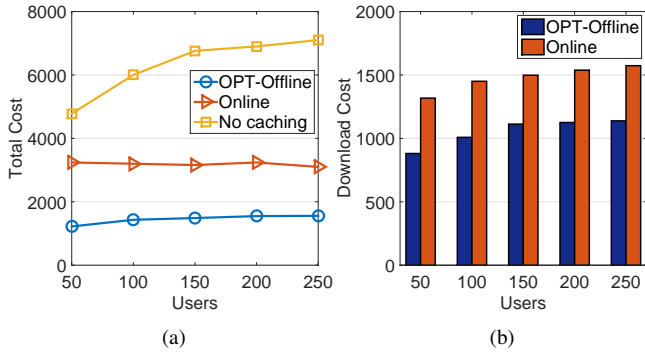 8000
6000
4000
2000
0
Total Cost
OPT-Offline
Online
No caching
50 100 150 200 250
Users
(a)
2000
1500
1000
500
0
Download Cost
OPT-Offline
Online
50 100 150 200 250
Users
(b)